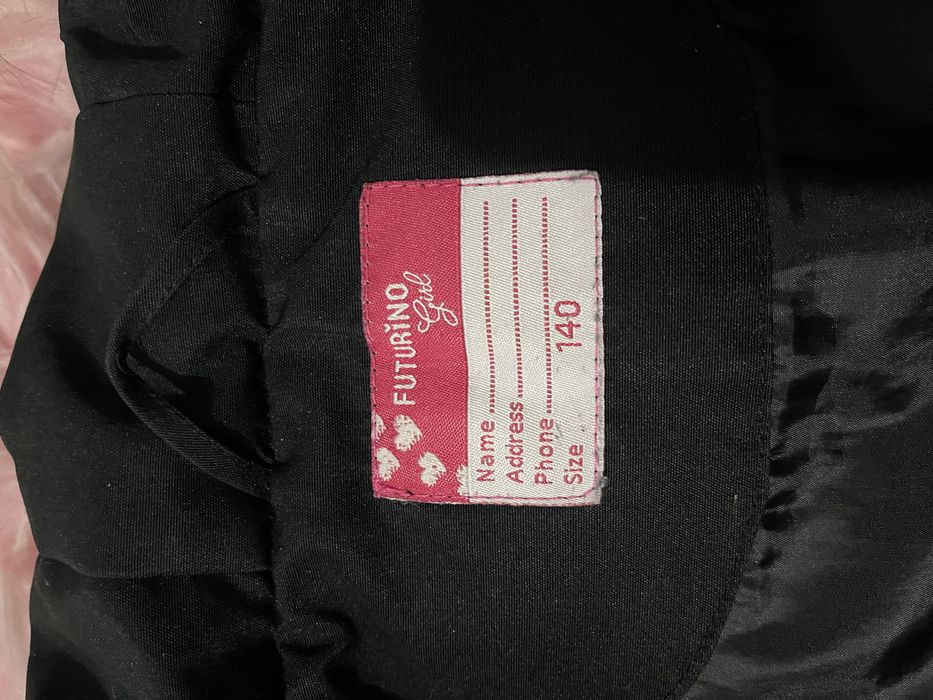 FUTURiNO
Girl
Name
Address
Phone
Size 140